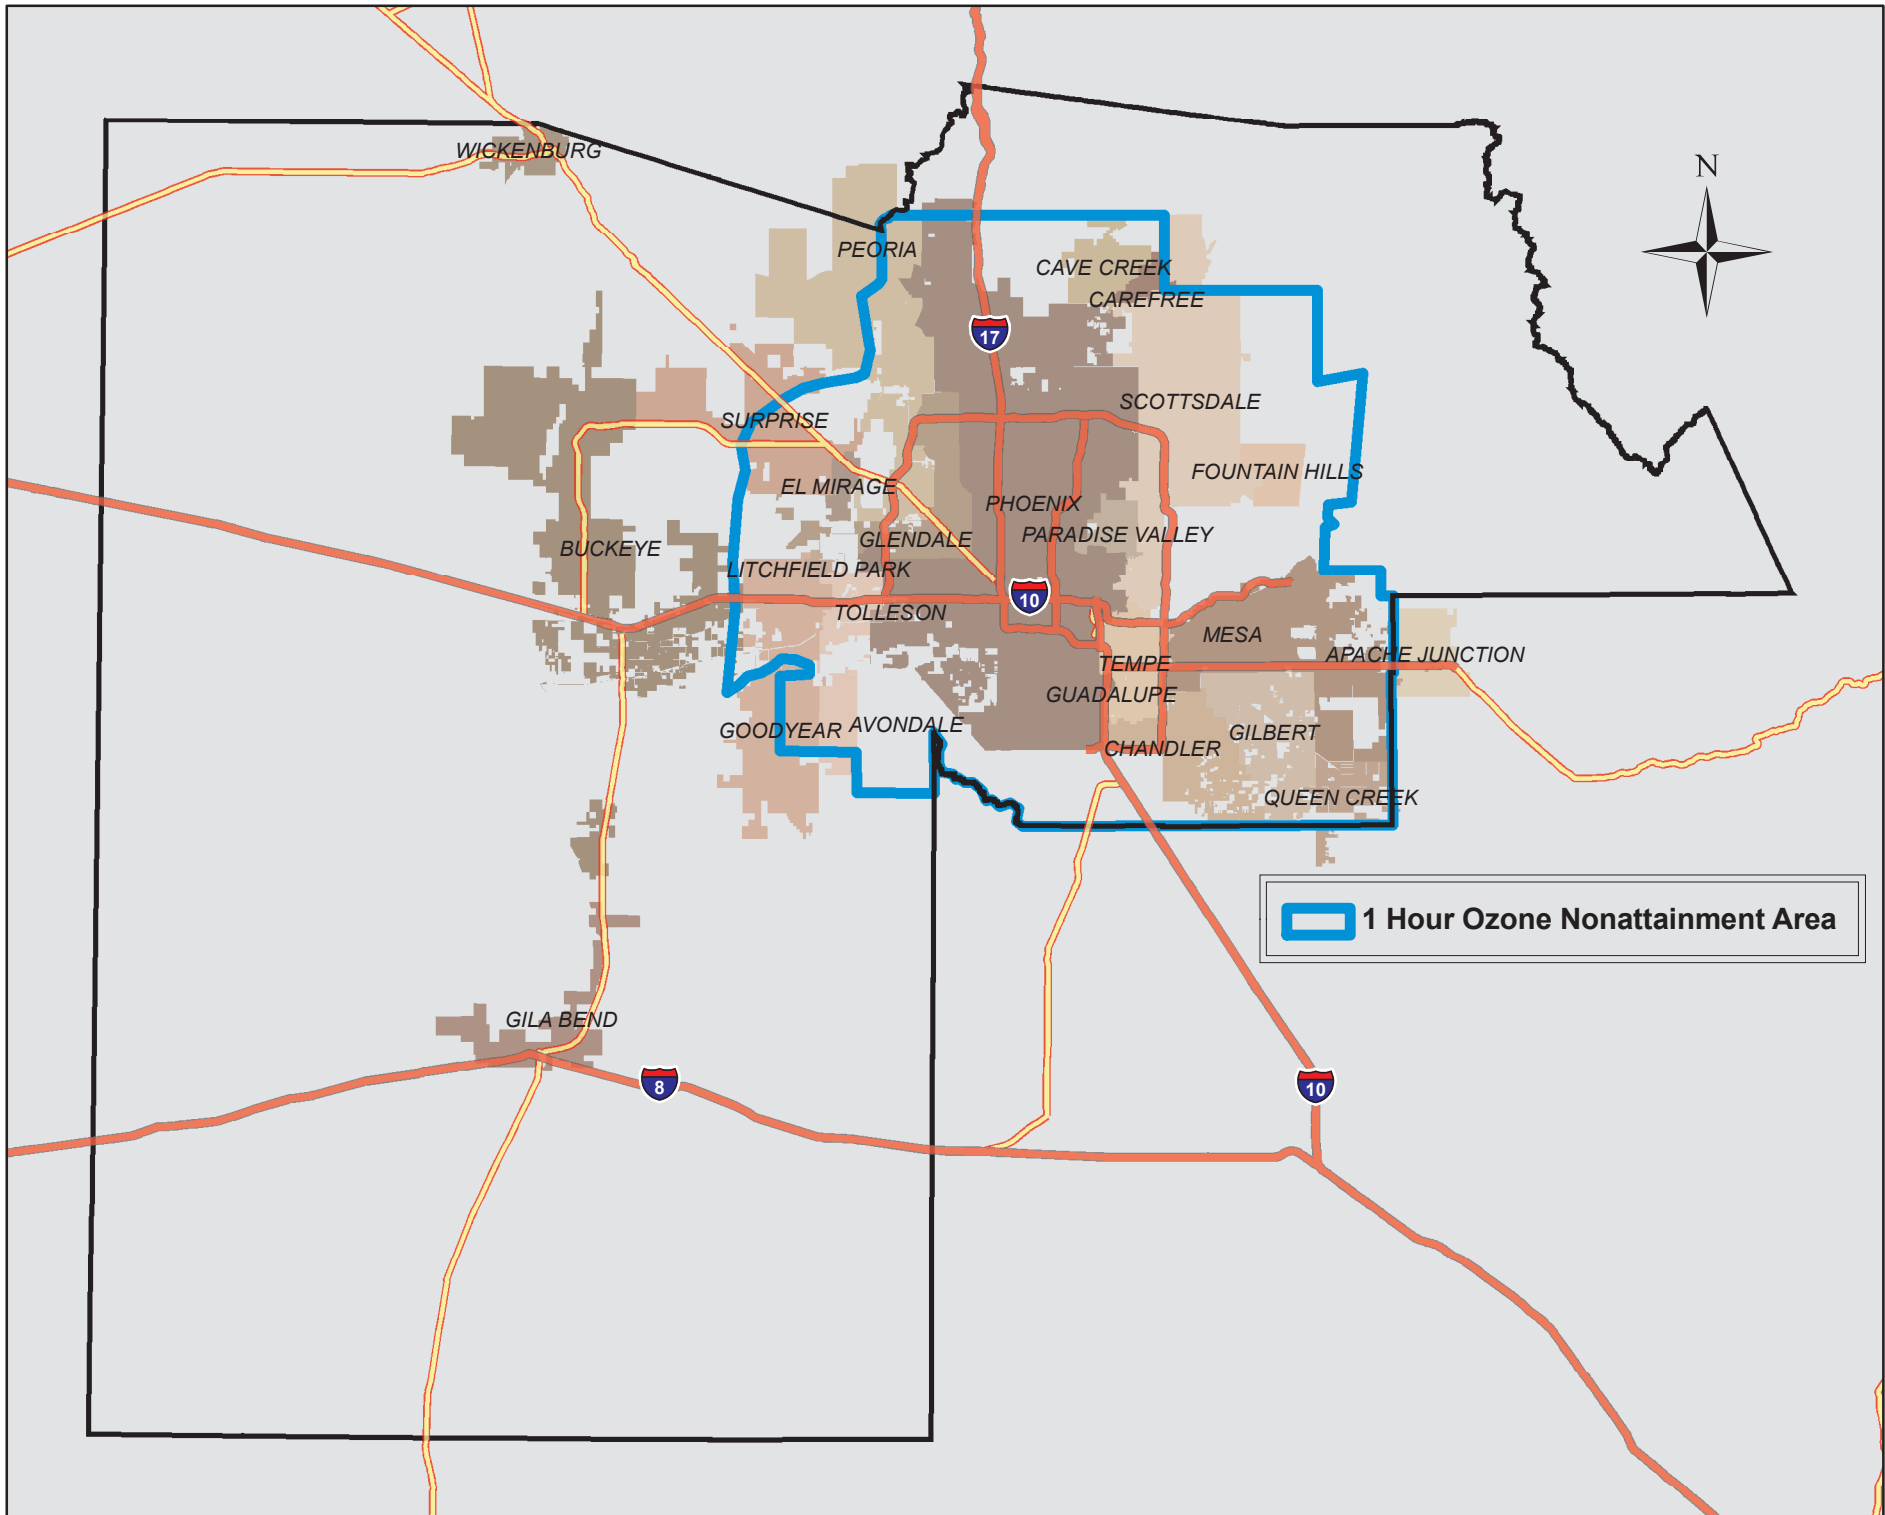 WICKENBURG
N
PEORIA
CAVE CREEK
CAREFREE
17
SCOTTSDALE
SURPRISE
FOUNTAIN HILLS
EL MIRAGE
PHOENIX
PARADISE VALLEY
GLENDALE
BUCKEYE
LITCHFIELD PARK
10
TOLLESON
MESA
APACHE JUNCTION
TEMPE
GUADALUPE
GOODYEAR
AVONDALE
GILBERT
CHANDLER
QUEEN CREEK
1 Hour Ozone Nonattainment Area
GILA BEND
8
10